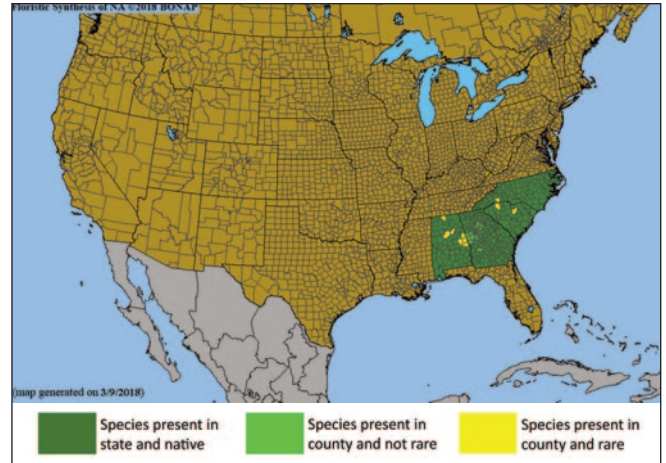 Floristic Synthesis of NA ©2018 BONAP
(map generated on 3/9/2018)
Species present in
state and native
Species present in
county and not rare
Species present in
county and rare